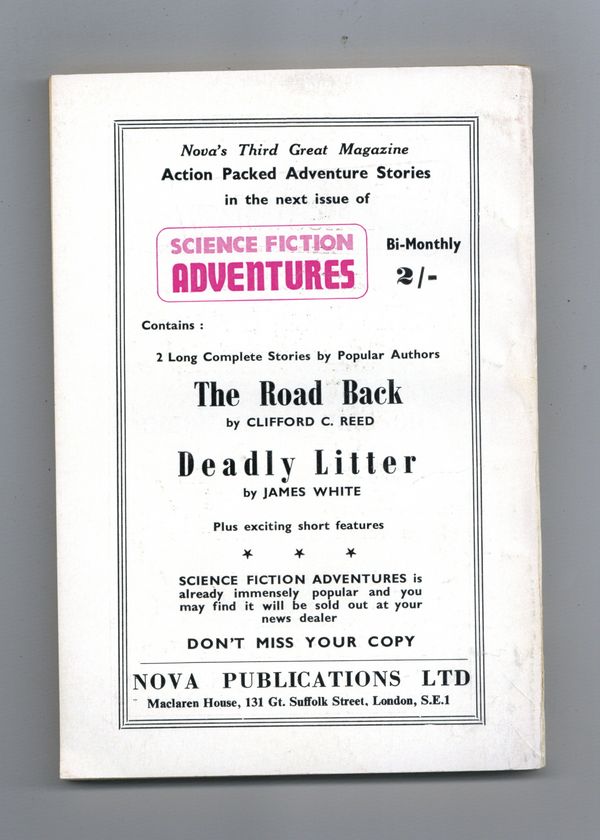 Nova's Third Great Magazine
Action Packed Adventure Stories
in the next issue of
SCIENCE FICTION
ADVENTURES
Bi-Monthly
2/-
Contains :
2 Long Complete Stories by Popular Authors
The Road Back
by CLIFFORD C. REED
Deadly Litter
by JAMES WHITE
Plus exciting short features
SCIENCE FICTION ADVENTURES is
already immensely popular and you
may find it will be sold out at your
news dealer
DON'T MISS YOUR COPY
NOVA PUBLICATIONS LTD
Maclaren House, 131 Gt. Suffolk Street, London, S.E.1